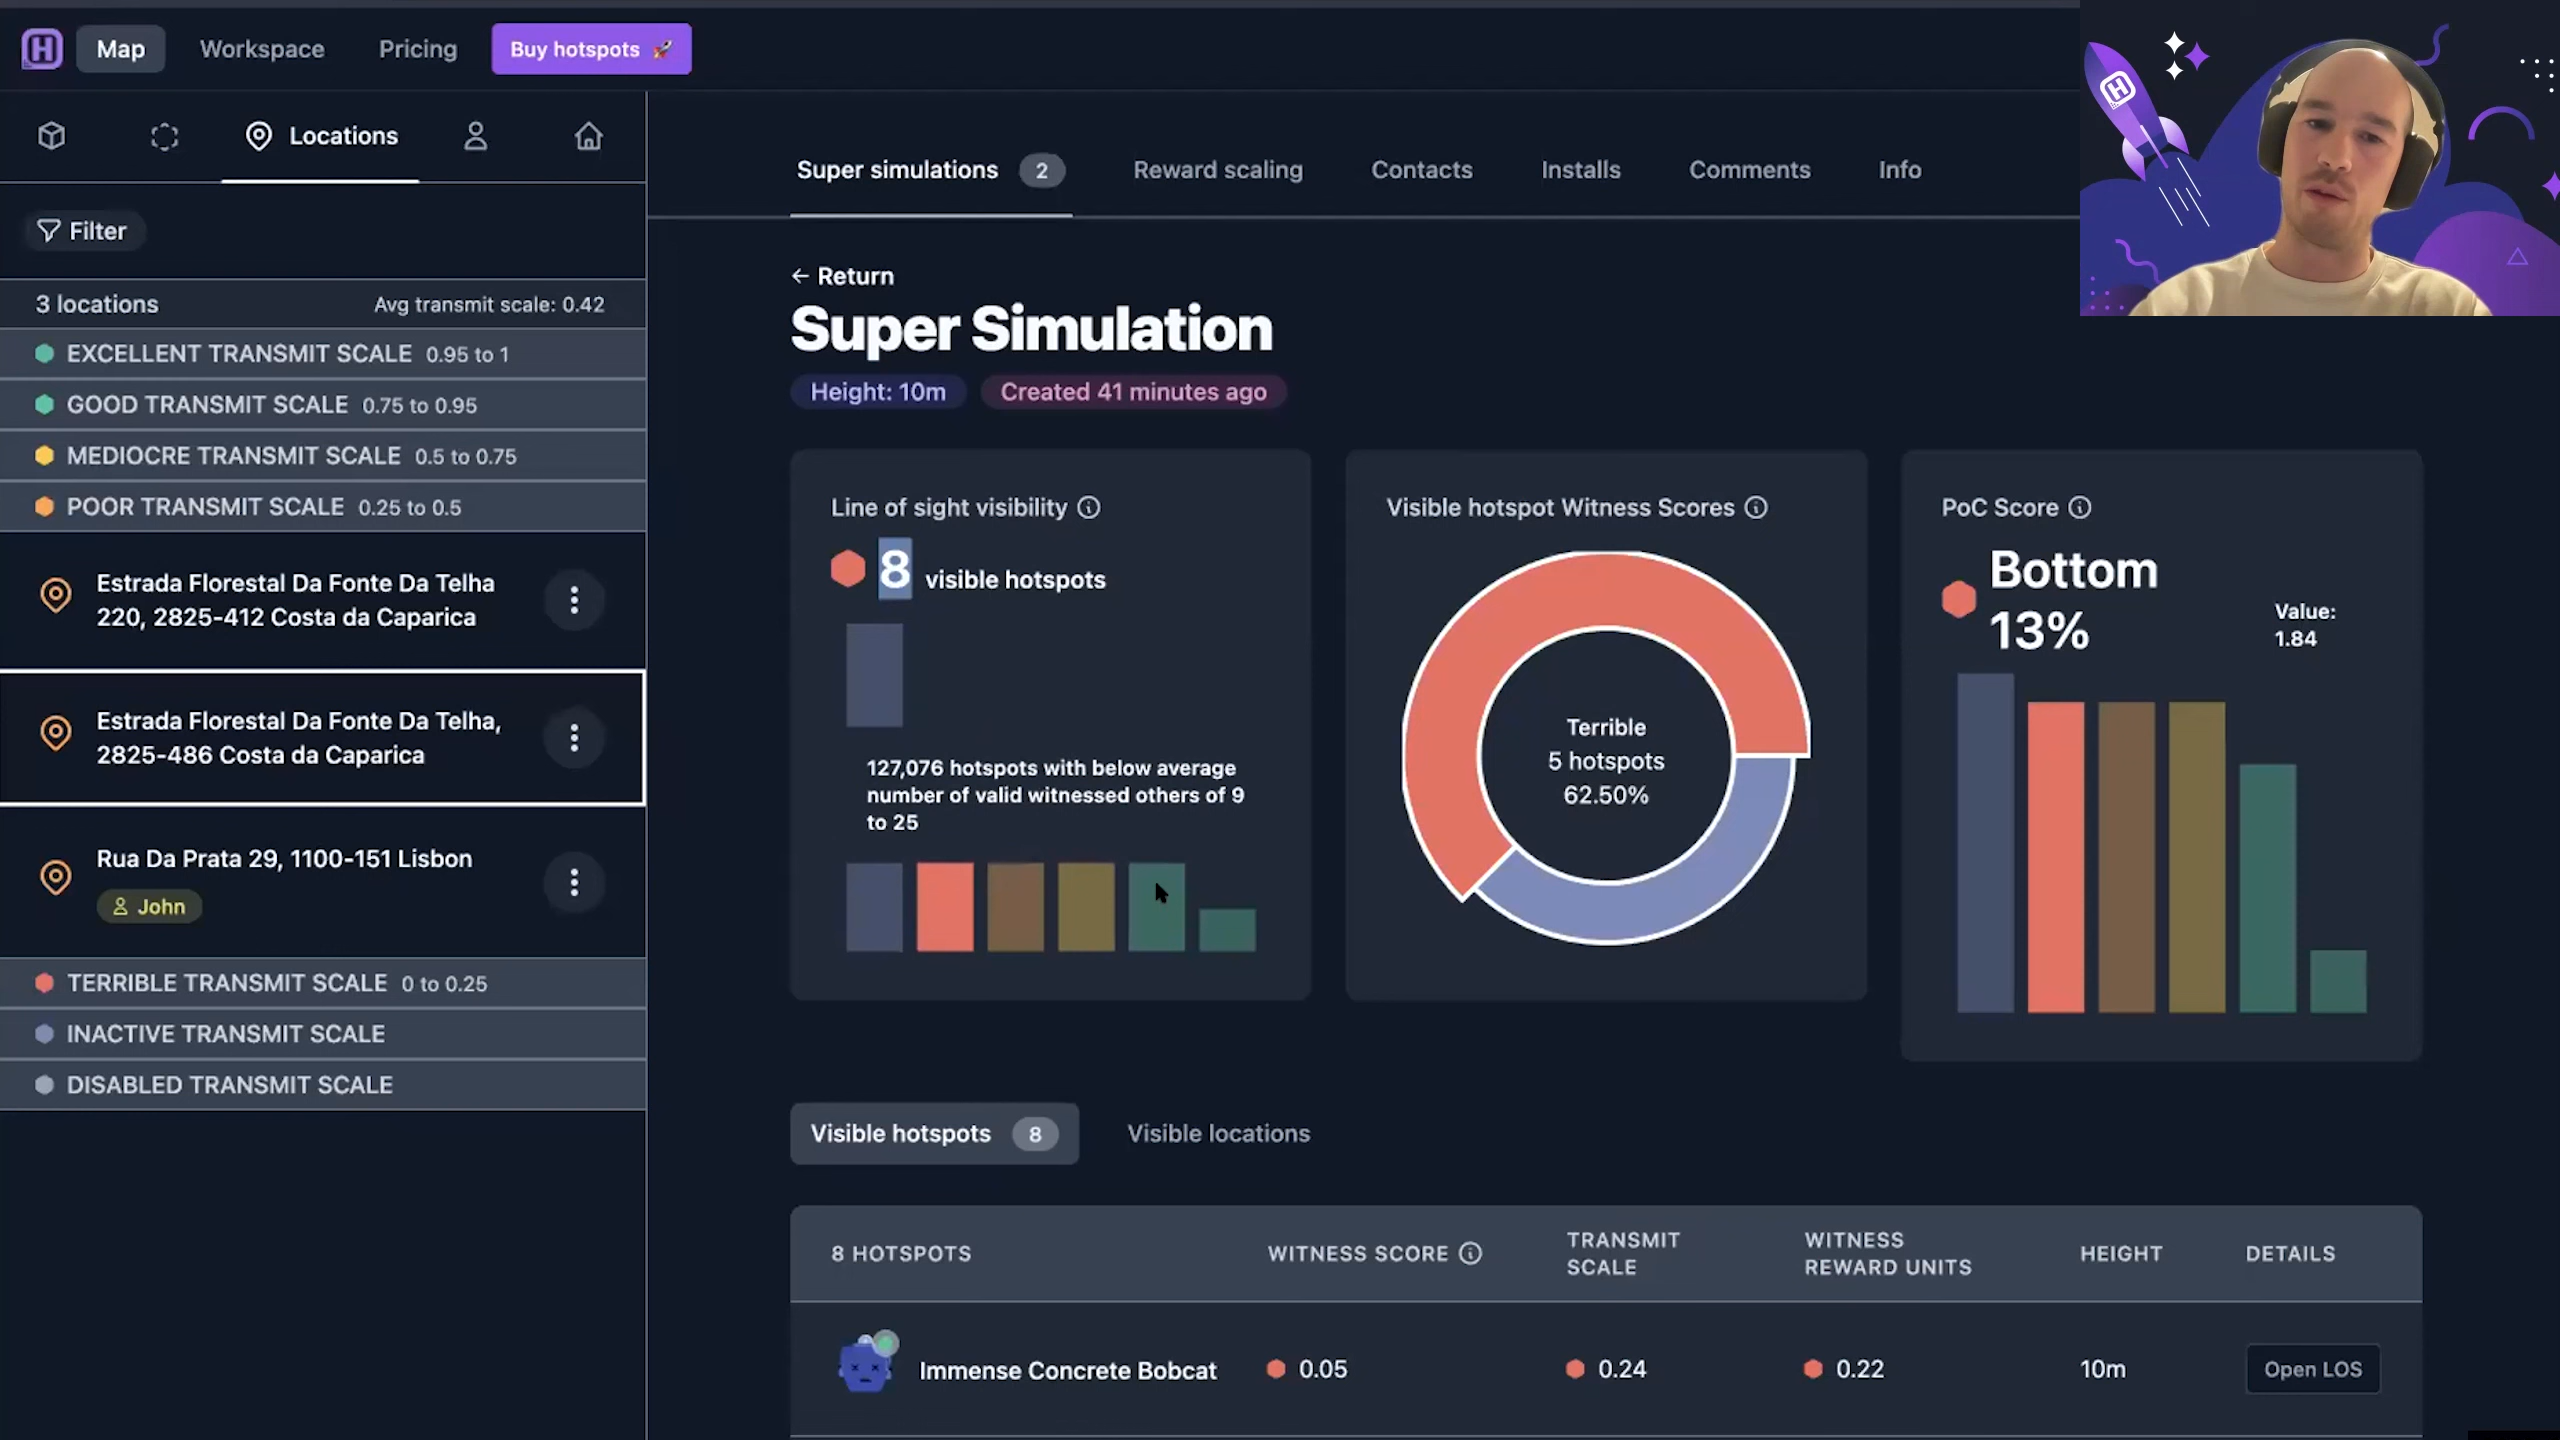 Map
Workspace
Pricing
Buy hotspots
Locations
Filter
3 locations
Avg transmit scale: 0.42
EXCELLENT TRANSMIT SCALE 0.95 to 1
GOOD TRANSMIT SCALE 0.75 to 0.95
MEDIOCRE TRANSMIT SCALE 0.5 to 0.75
POOR TRANSMIT SCALE 0.25 to 0.5
Estrada Florestal Da Fonte Da Telha
220, 2825-412 Costa da Caparica
Estrada Florestal Da Fonte Da Telha,
2825-486 Costa da Caparica
Rua Da Prata 29, 1100-151 Lisbon
John
TERRIBLE TRANSMIT SCALE 0 to 0.25
INACTIVE TRANSMIT SCALE
DISABLED TRANSMIT SCALE
Super simulations 2
Reward scaling
Contacts
Installs
Comments
Info
← Return
Super Simulation
Height: 10m
Created 41 minutes ago
Line of sight visibility
8 visible hotspots
127,076 hotspots with below average
number of valid witnessed others of 9
to 25
Visible hotspot Witness Scores
Terrible
5 hotspots
62.50%
PoC Score
Bottom
13%
Value:
1.84
Visible hotspots 8
Visible locations
8 HOTSPOTS
WITNESS SCORE
TRANSMIT
SCALE
WITNESS
REWARD UNITS
HEIGHT
DETAILS
Immense Concrete Bobcat
0.05
0.24
0.22
10m
Open LOS